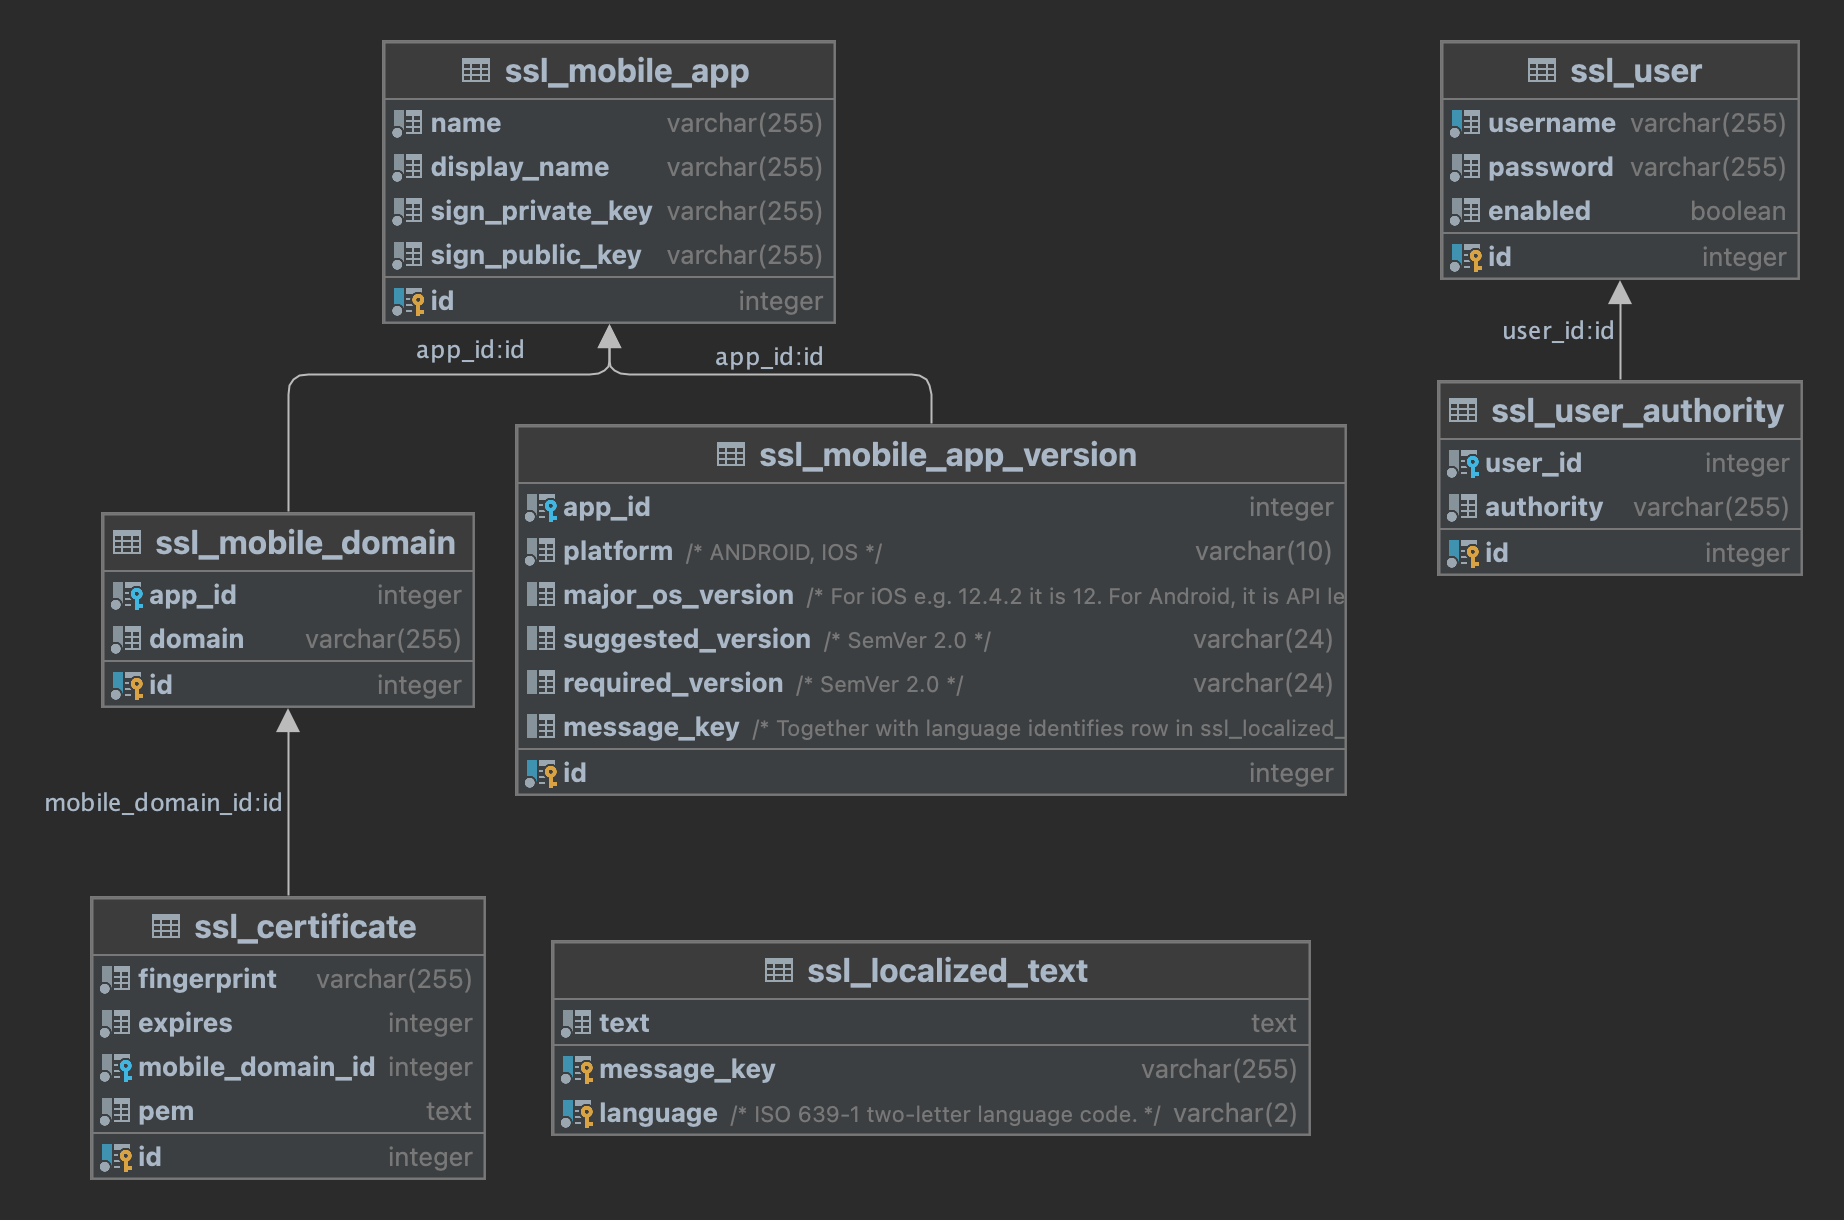 ssl_mobile_app
name varchar(255)
display_name varchar(255)
sign_private_key varchar(255)
sign_public_key varchar(255)
id integer
app_id:id
app_id:id
ssl_user
username varchar(255)
password varchar(255)
enabled boolean
id integer
user_id:id
ssl_user_authority
user_id integer
authority varchar(255)
id integer
ssl_mobile_app_version
app_id integer
platform /* ANDROID, IOS */ varchar(10)
major_os_version /* For iOS e.g. 12.4.2 it is 12. For Android, it is API le
suggested_version /* SemVer 2.0 */ varchar(24)
required_version /* SemVer 2.0 */ varchar(24)
message_key /* Together with language identifies row in ssl_localized_
id integer
ssl_mobile_domain
app_id integer
domain varchar(255)
id integer
mobile_domain_id:id
ssl_certificate
fingerprint varchar(255)
expires integer
mobile_domain_id integer
pem text
id integer
ssl_localized_text
text text
message_key varchar(255)
language /* ISO 639-1 two-letter language code. */ varchar(2)